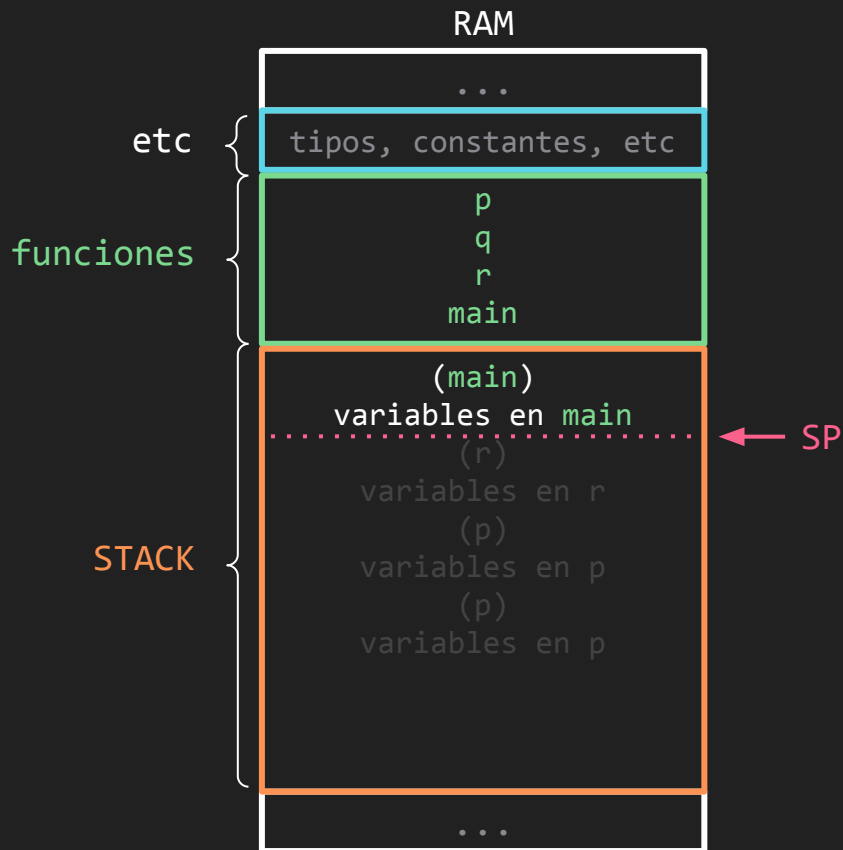 RAM
...
etc
tipos, constantes, etc
funciones
p
q
r
main
STACK
(main)
variables en main
SP
(r)
variables en r
(p)
variables en p
(p)
variables en p
...